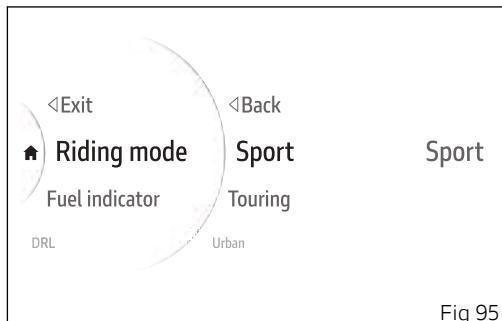 ◁Exit ◁Back
Riding mode Sport Sport
Fuel indicator Touring
DRL Urban
Fig 95